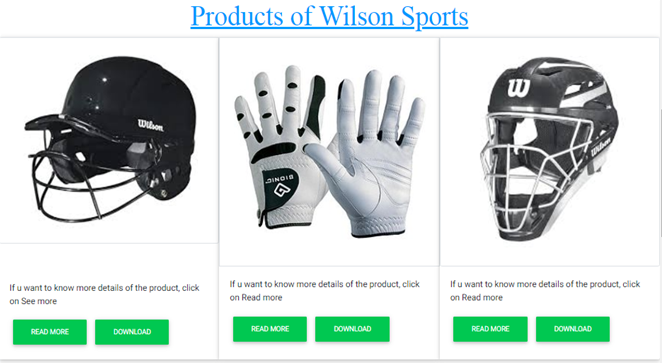 Products of Wilson Sports
Wilson
BIONIC
W
Wilson
If u want to know more details of the product, click
on See more
READ MORE
DOWNLOAD
If u want to know more details of the product, click
on Read more
READ MORE
DOWNLOAD
If u want to know more details of the product, click
on Read more
READ MORE
DOWNLOAD